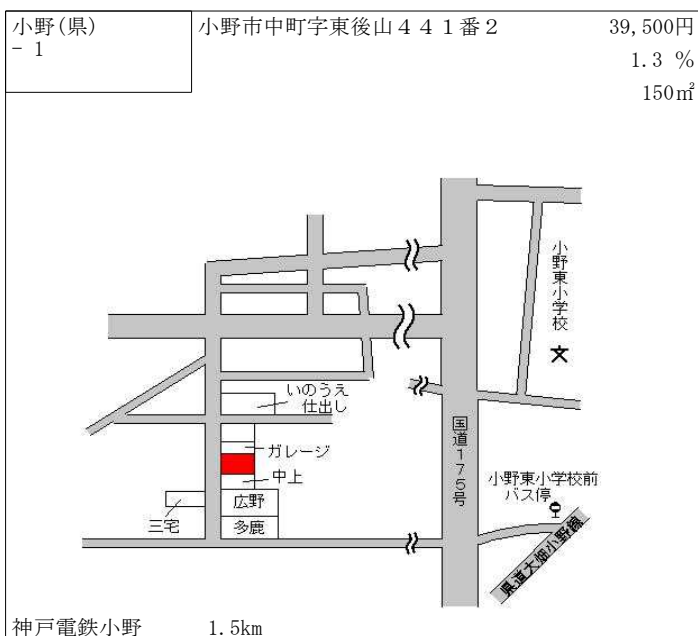 小野(県)
- 1
小野市中町字東後山４４１番２
39,500円
1.3 %
150㎡
小野東小学校
文
いのうえ
仕出し
国道175号
ガレージ
中上
小野東小学校前
バス停
広野
三宅
多鹿
県道大畑小野線
神戸電鉄小野 1.5km